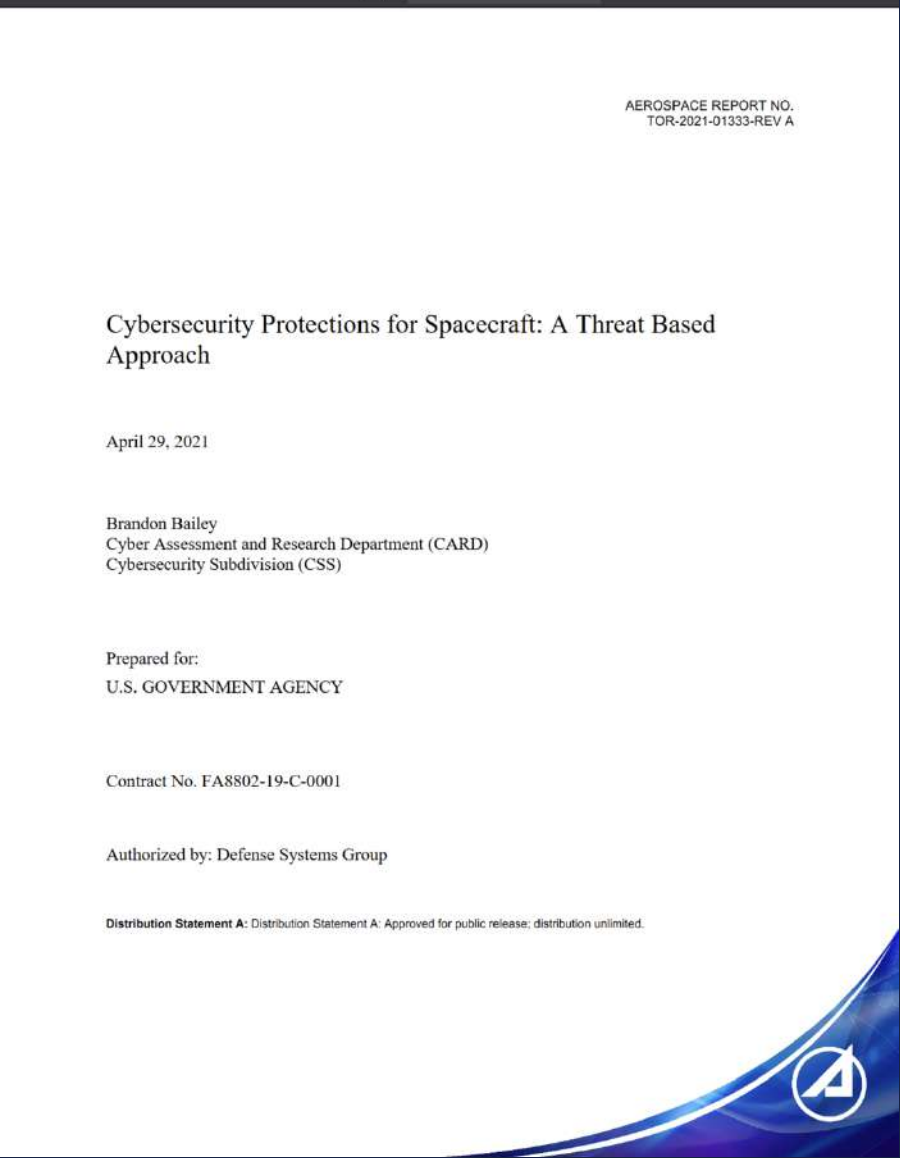 AEROSPACE REPORT NO.
TOR-2021-01333-REV A
Cybersecurity Protections for Spacecraft: A Threat Based
Approach
April 29, 2021
Brandon Bailey
Cyber Assessment and Research Department (CARD)
Cybersecurity Subdivision (CSS)
Prepared for:
U.S. GOVERNMENT AGENCY
Contract No. FA8802-19-C-0001
Authorized by: Defense Systems Group
Distribution Statement A: Distribution Statement A: Approved for public release; distribution unlimited.